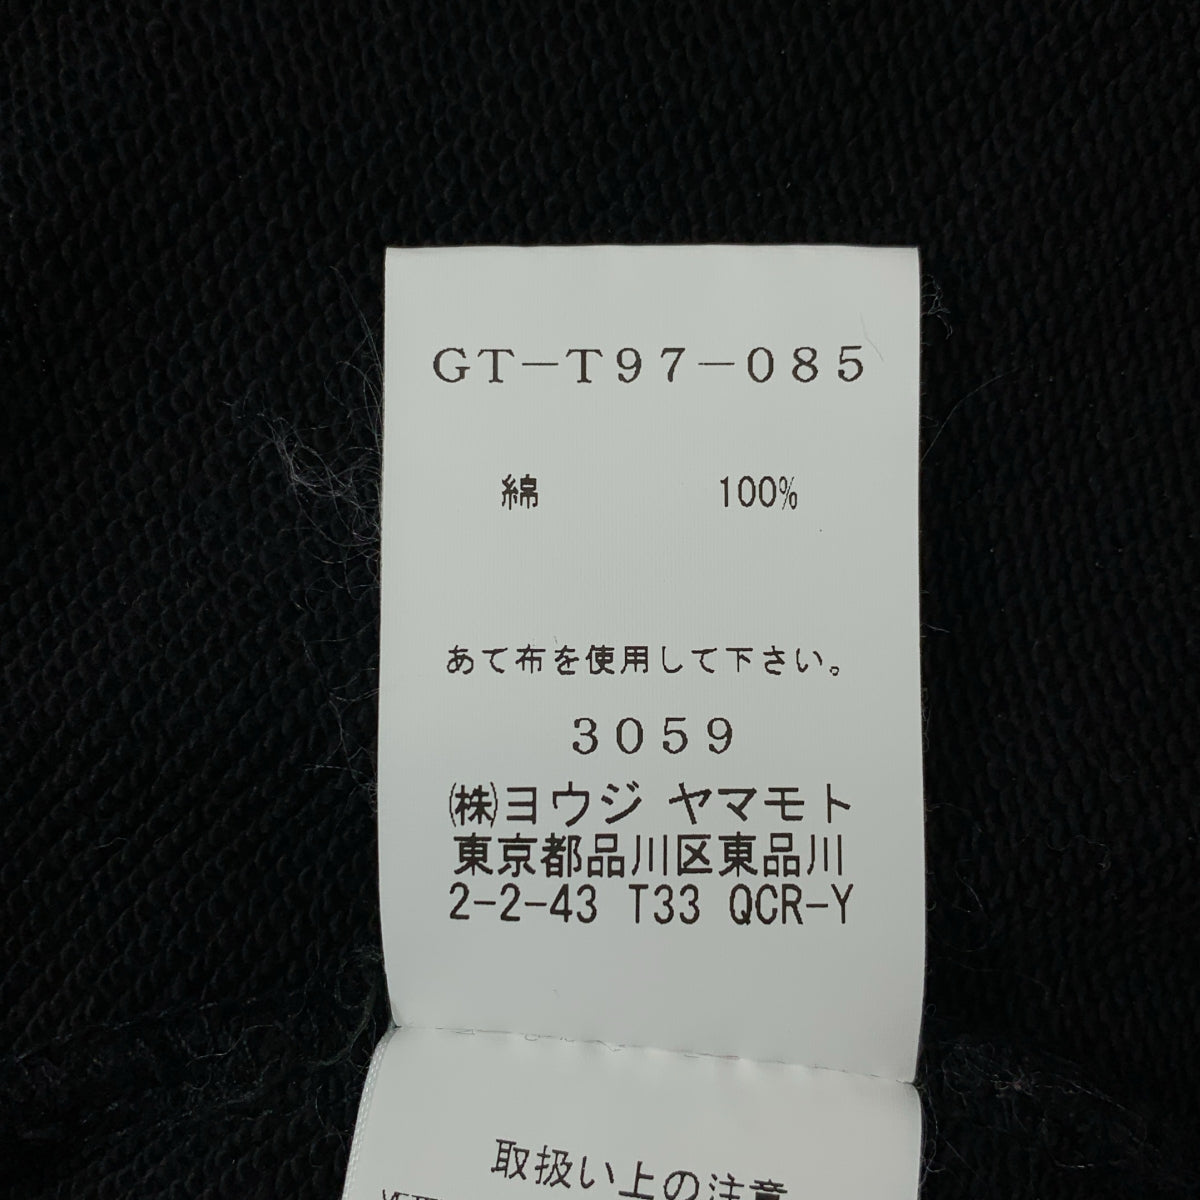 GT−T97−085
綿 100%
あて布を使用して下さい。
3059
㈱ヨウジ ヤマモト
東京都品川区東品川
2-2-43 T33 QCR-Y
取扱い上の注意